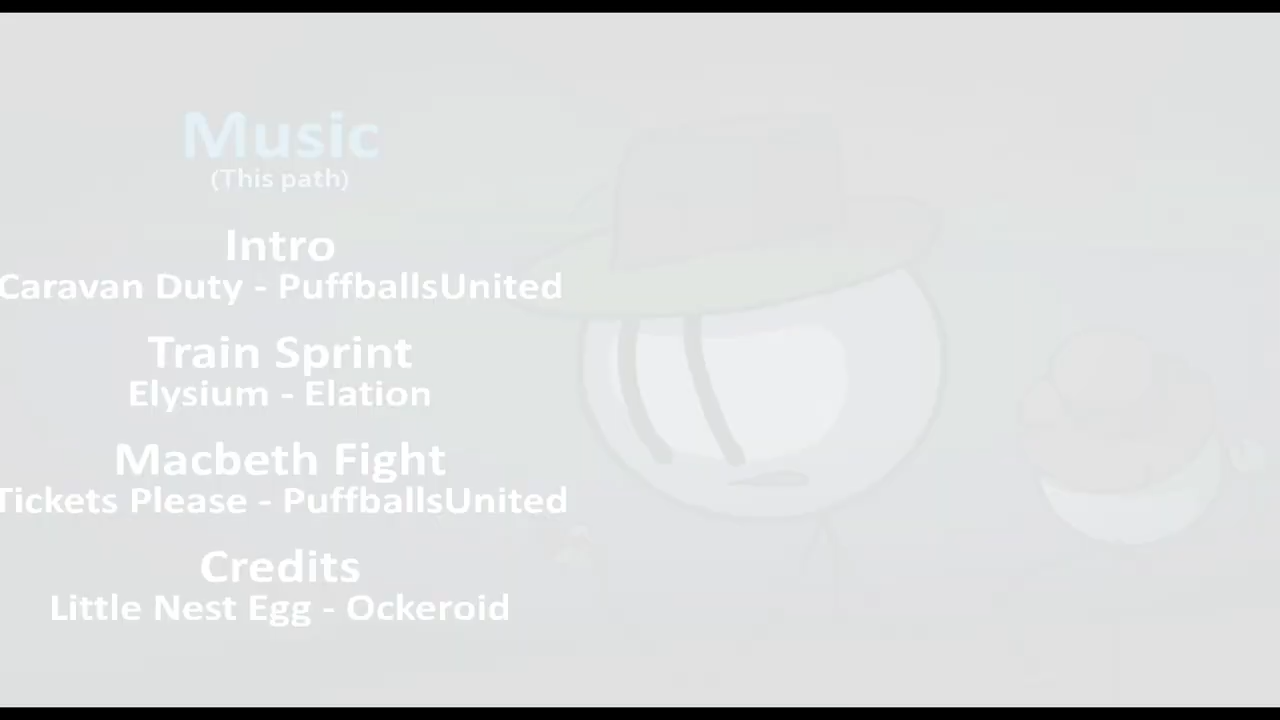 Music
(This path)
Intro
Caravan Duty - PuffballsUnited
Train Sprint
Elysium - Elation
Macbeth Fight
Tickets Please - PuffballsUnited
Credits
Little Nest Egg - Ockeroid